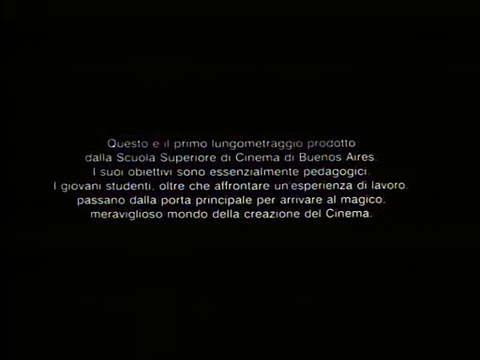 Questo e il primo lungometraggio prodotto
dalla Scuola Superiore di Cinema di Buenos Aires.
I suoi obiettivi sono essenzialmente pedagogici.
I giovani studenti, oltre che affrontare un'esperienza di lavoro,
passano dalla porta principale per arrivare al magico,
meraviglioso mondo della creazione del Cinema.